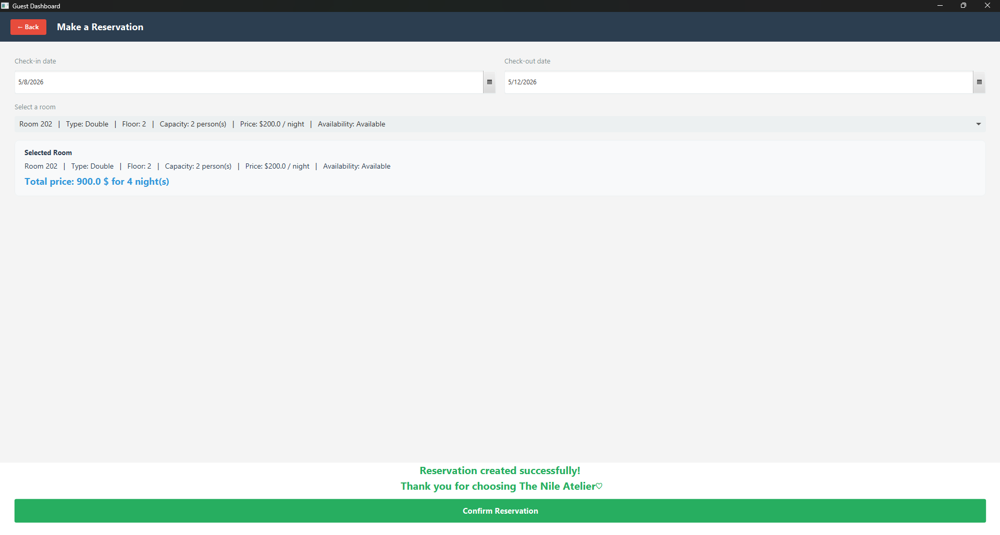 Guest Dashboard
← Back
Make a Reservation
Check-in date
Check-out date
5/8/2026
5/12/2026
Select a room
Room 202 | Type: Double | Floor: 2 | Capacity: 2 person(s) | Price: $200.0 / night | Availability: Available
Selected Room
Room 202 | Type: Double | Floor: 2 | Capacity: 2 person(s) | Price: $200.0 / night | Availability: Available
Total price: 900.0 $ for 4 night(s)
Reservation created successfully!
Thank you for choosing The Nile Atelier♡
Confirm Reservation